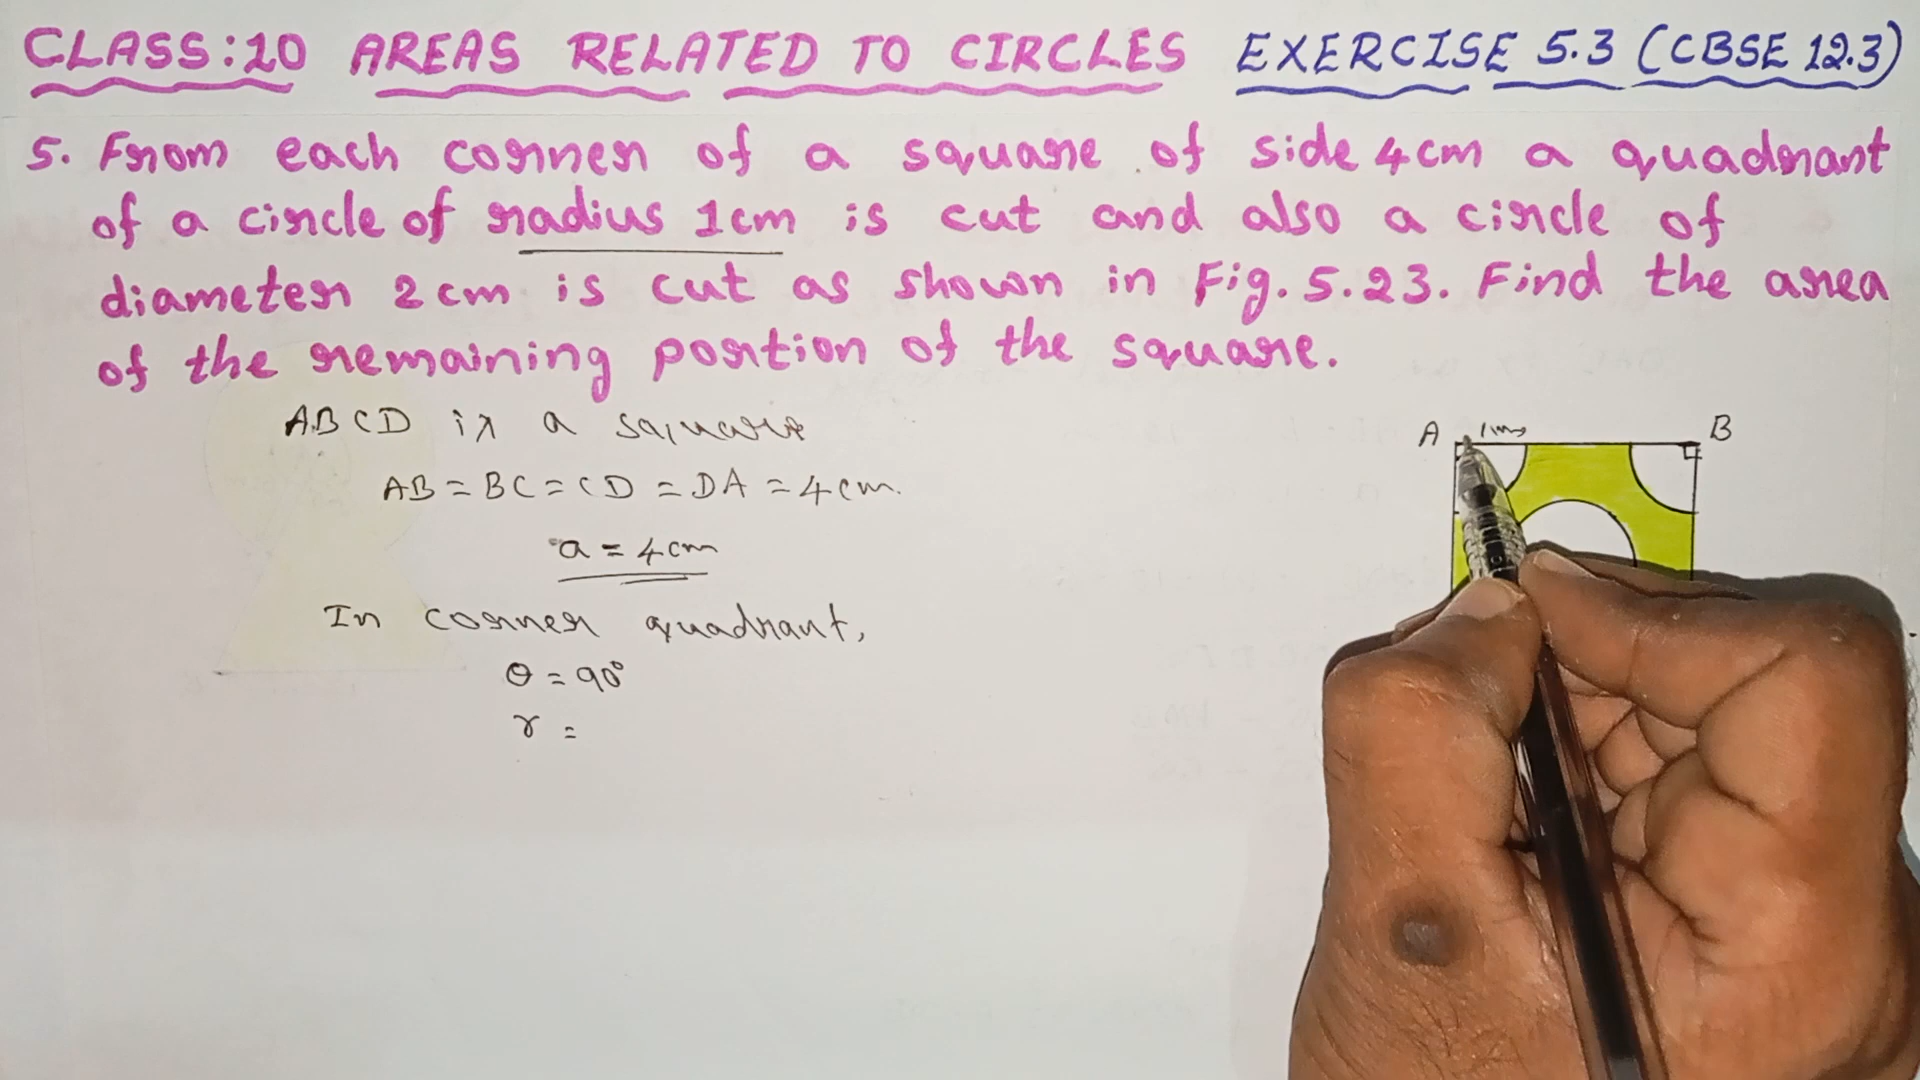 CLASS:10 AREAS RELATED TO CIRCLES EXERCISE 5.3 (CBSE 12.3)
5. From each corner of a square of side 4cm a quadrant
of a circle of radius 1cm is cut and also a circle of
diameter 2cm is cut as shown in Fig. 5.23. Find the area
of the remaining portion of the square.
ABCD is a square
AB = BC = CD = DA = 4cm.
a = 4cm
In corner quadrant,
θ = 90°
r =
A 1cm B